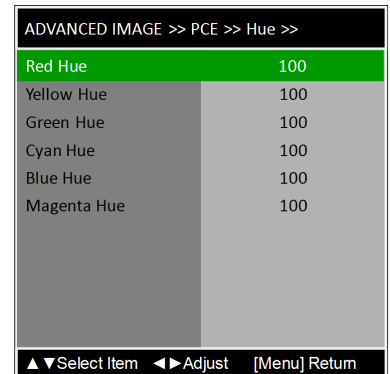 ADVANCED IMAGE >> PCE >> Hue >>
Red Hue 100
Yellow Hue 100
Green Hue 100
Cyan Hue 100
Blue Hue 100
Magenta Hue 100
▲▼Select Item ◄►Adjust [Menu] Return